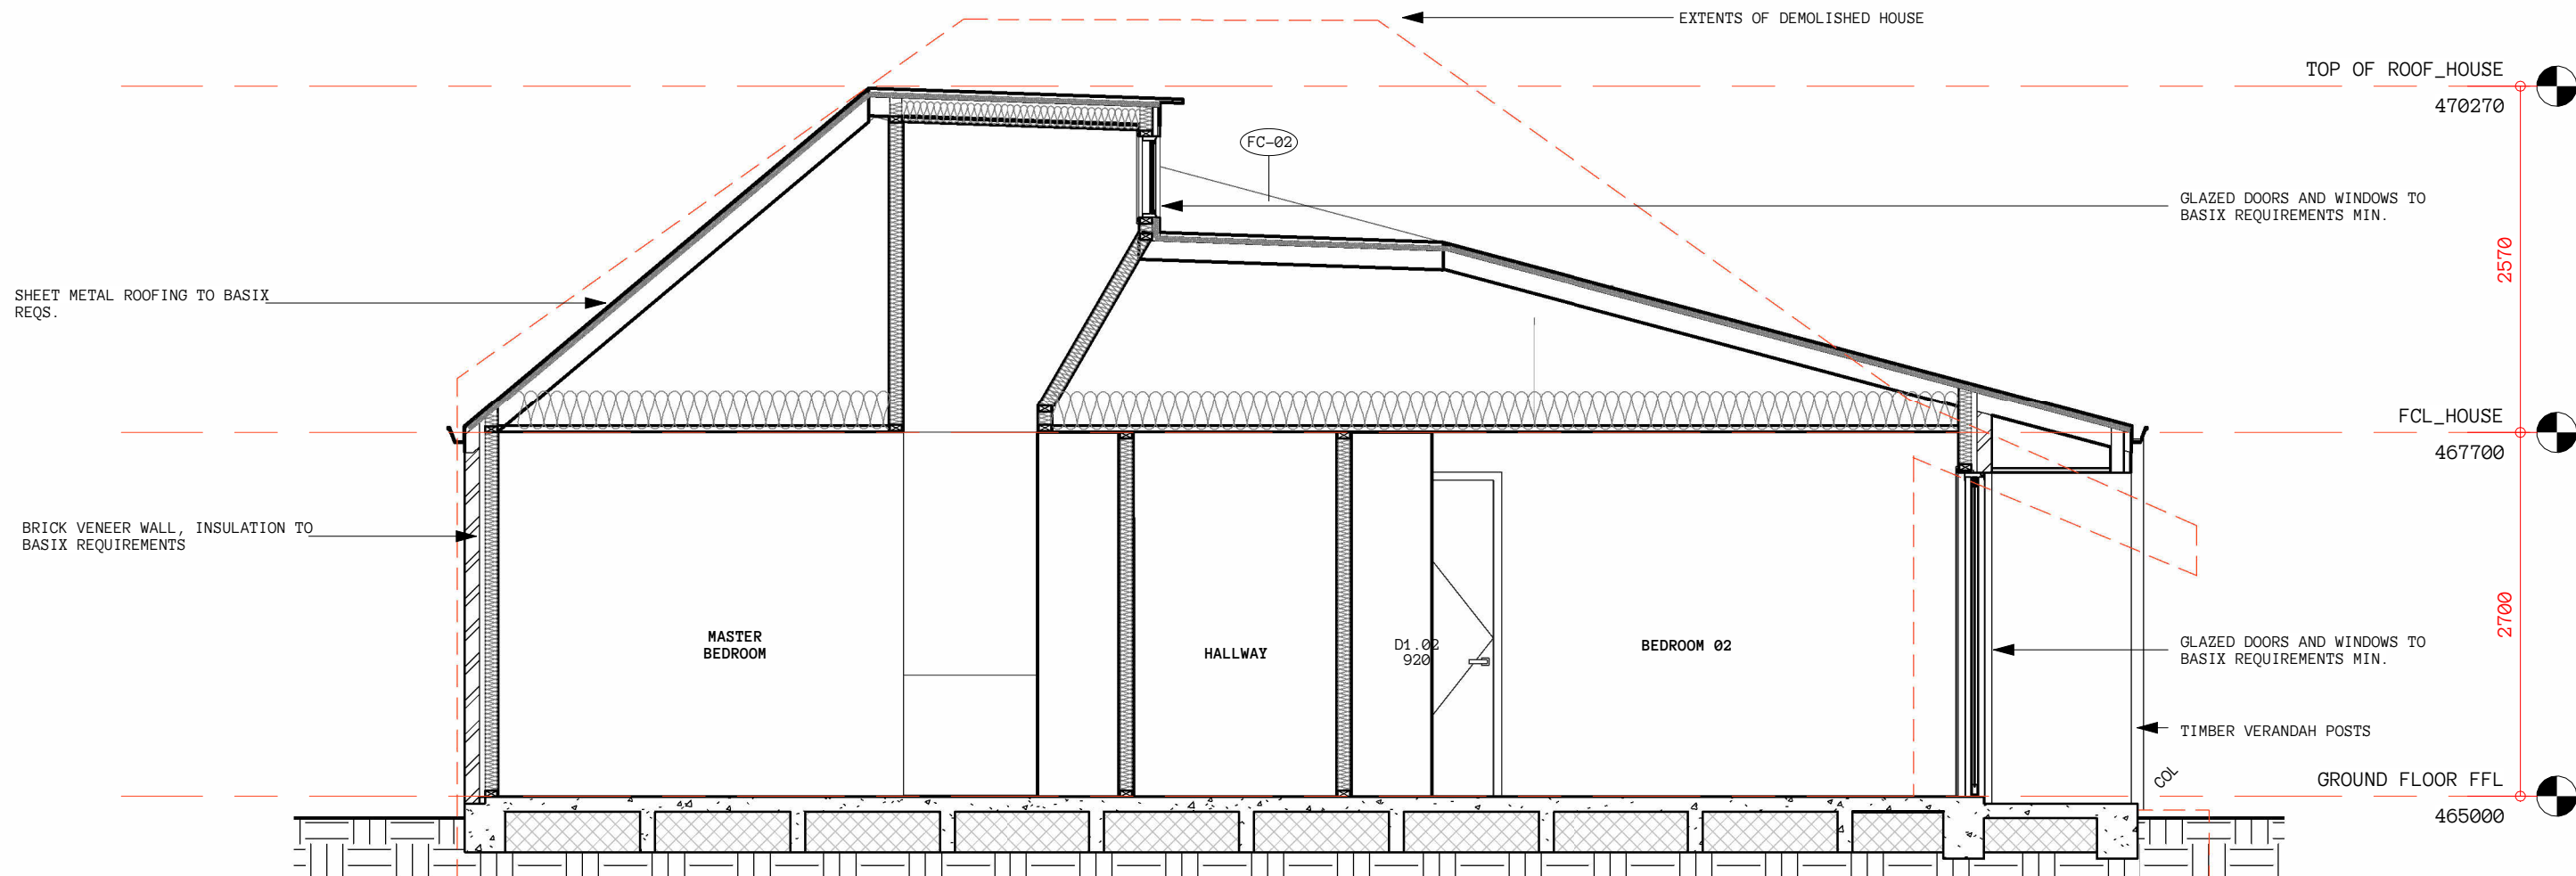 EXTENTS OF DEMOLISHED HOUSE
TOP OF ROOF_HOUSE
470270
FC-02
GLAZED DOORS AND WINDOWS TO
BASIX REQUIREMENTS MIN.
2570
SHEET METAL ROOFING TO BASIX
REQS.
FCL_HOUSE
467700
BRICK VENEER WALL, INSULATION TO
BASIX REQUIREMENTS
2700
MASTER
BEDROOM
HALLWAY
D1.02
920
BEDROOM 02
GLAZED DOORS AND WINDOWS TO
BASIX REQUIREMENTS MIN.
TIMBER VERANDAH POSTS
COL
GROUND FLOOR FFL
465000